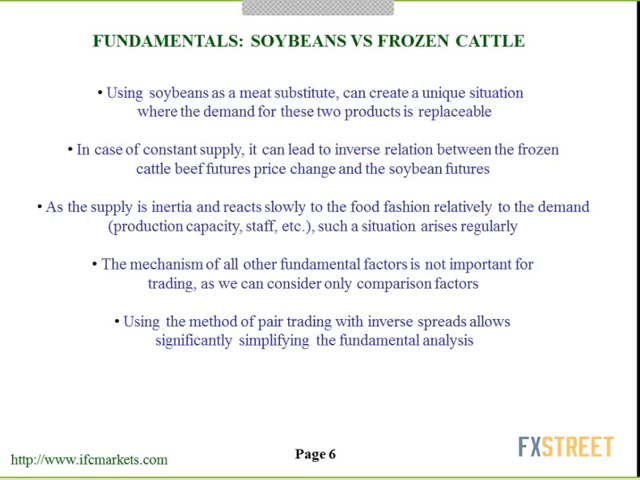 FUNDAMENTALS: SOYBEANS VS FROZEN CATTLE
• Using soybeans as a meat substitute, can create a unique situation
where the demand for these two products is replaceable
• In case of constant supply, it can lead to inverse relation between the frozen
cattle beef futures price change and the soybean futures
• As the supply is inertia and reacts slowly to the food fashion relatively to the demand
(production capacity, staff, etc.), such a situation arises regularly
• The mechanism of all other fundamental factors is not important for
trading, as we can consider only comparison factors
• Using the method of pair trading with inverse spreads allows
significantly simplifying the fundamental analysis
http://www.ifcmarkets.com
Page 6
FXSTREET